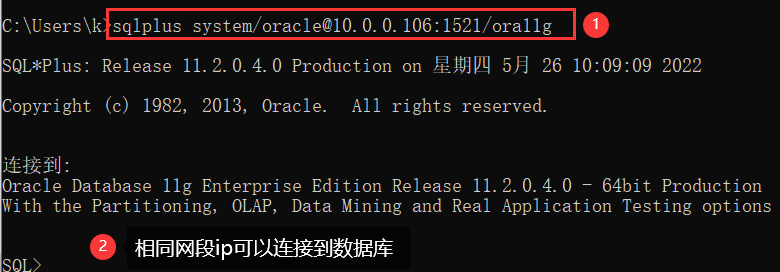 C:\Users\k>sqlplus system/oracle@10.0.0.106:1521/orallg
1
SQL*Plus: Release 11.2.0.4.0 Production on 星期四 5月 26 10:09:09 2022
Copyright (c) 1982, 2013, Oracle.  All rights reserved.
连接到:
Oracle Database 11g Enterprise Edition Release 11.2.0.4.0 - 64bit Production
With the Partitioning, OLAP, Data Mining and Real Application Testing options
2 相同网段ip可以连接到数据库
SQL>